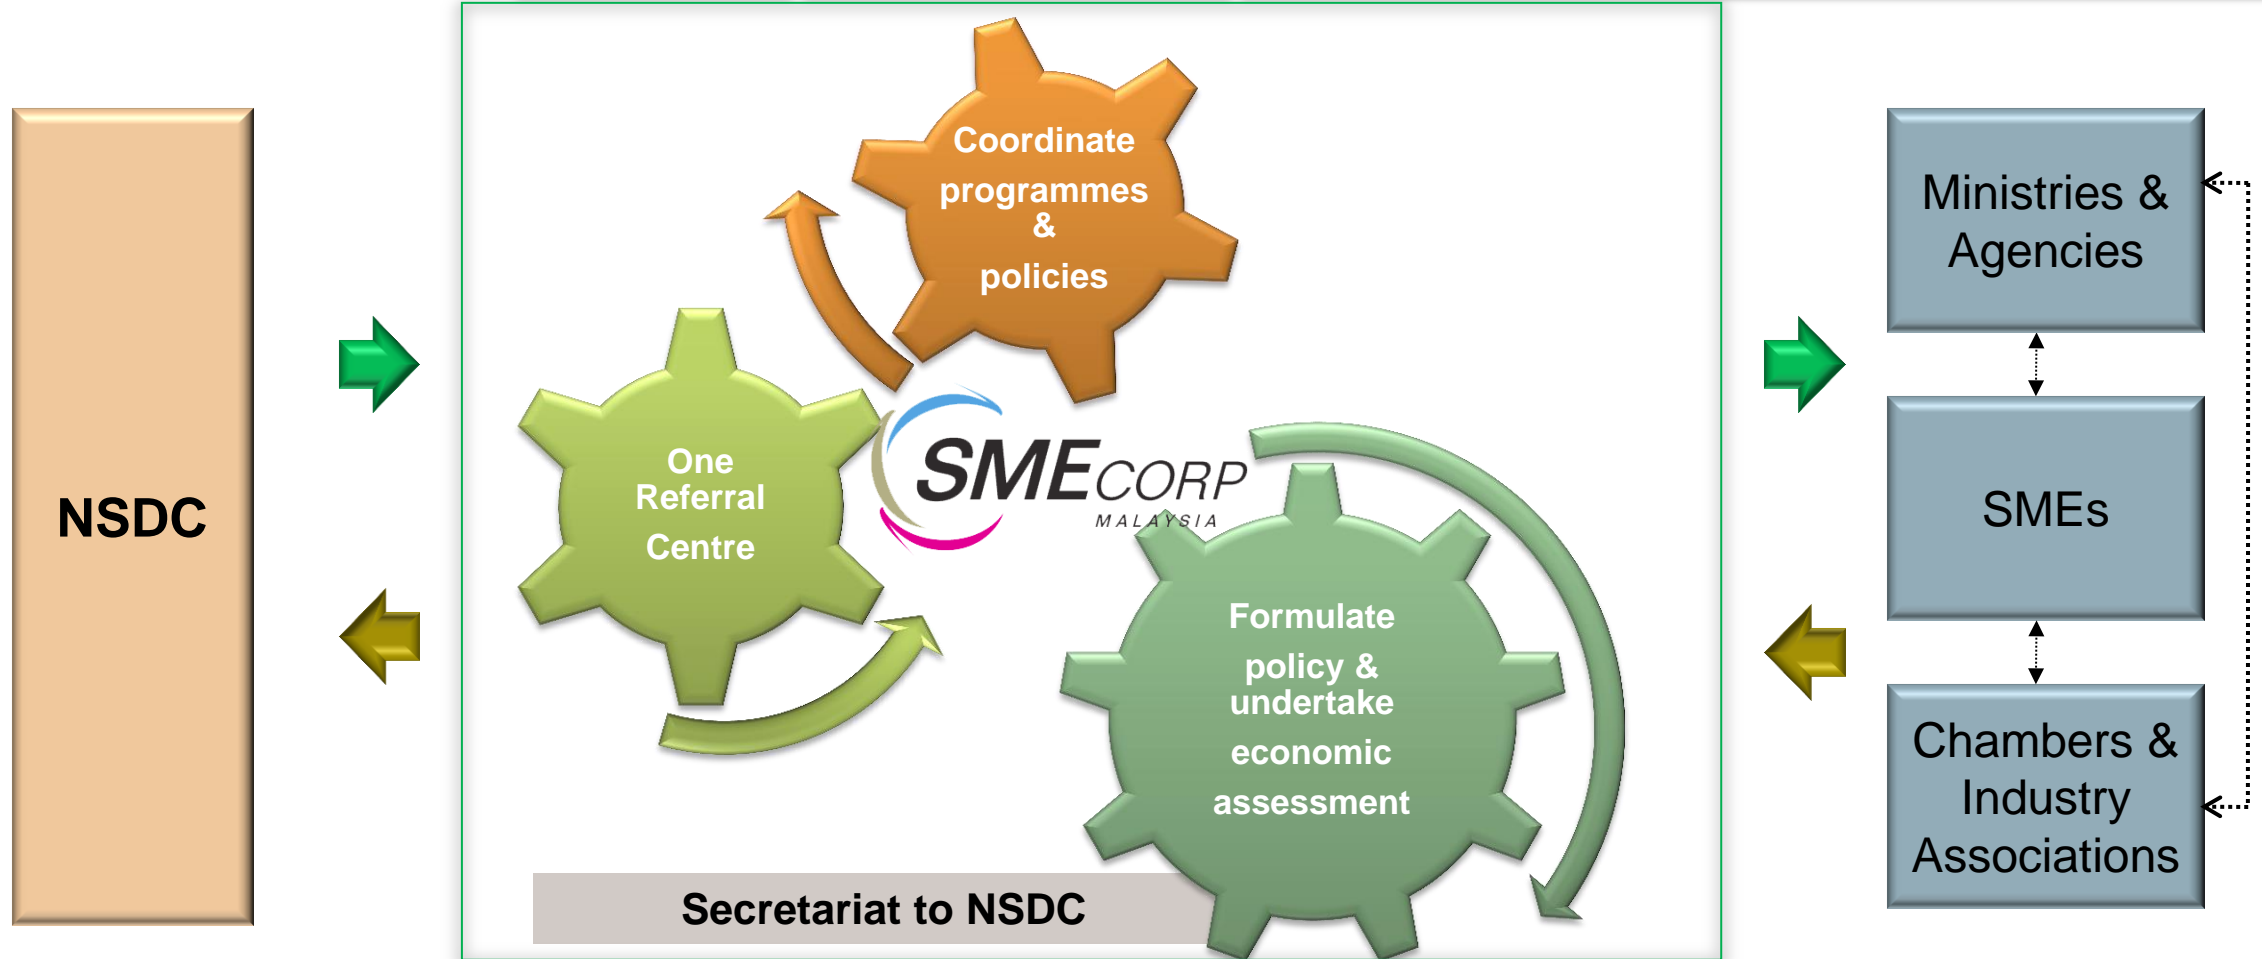 NSDC
Coordinate
programmes
&
policies
One
Referral
Centre
SMECORP
MALAYSIA
Formulate
policy &
undertake
economic
assessment
Secretariat to NSDC
Ministries &
Agencies
SMEs
Chambers &
Industry
Associations